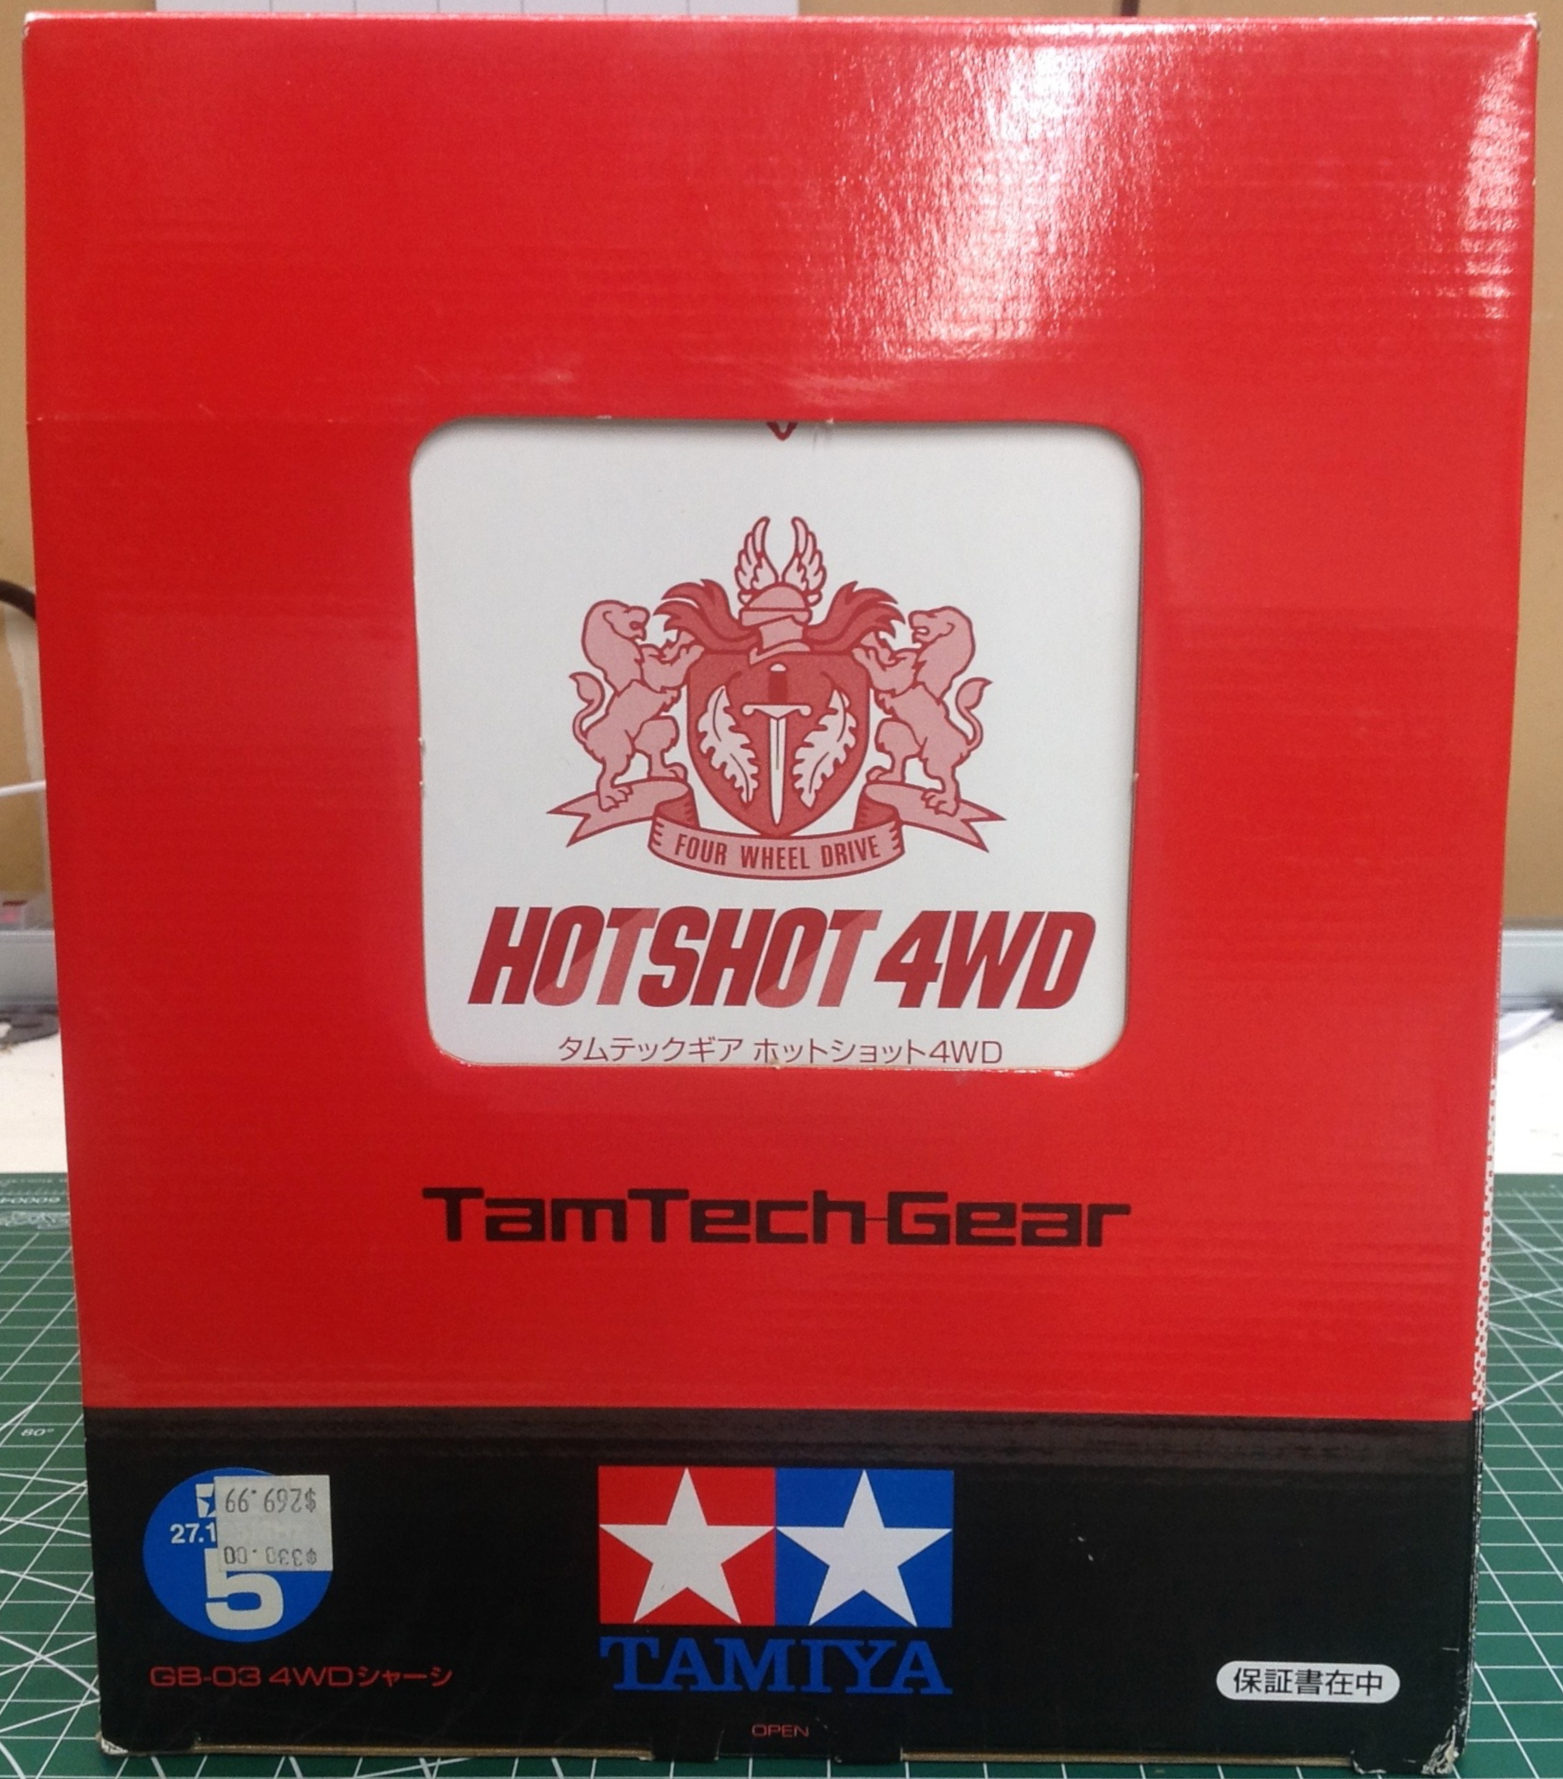 FOUR WHEEL DRIVE
HOTSHOT 4WD
タムテックギア ホットショット4WD
TamTech-Gear
$269.99
27.1
$330.00
5
TAMIYA
GB-03 4WDシャーシ
保証書在中
OPEN
80°